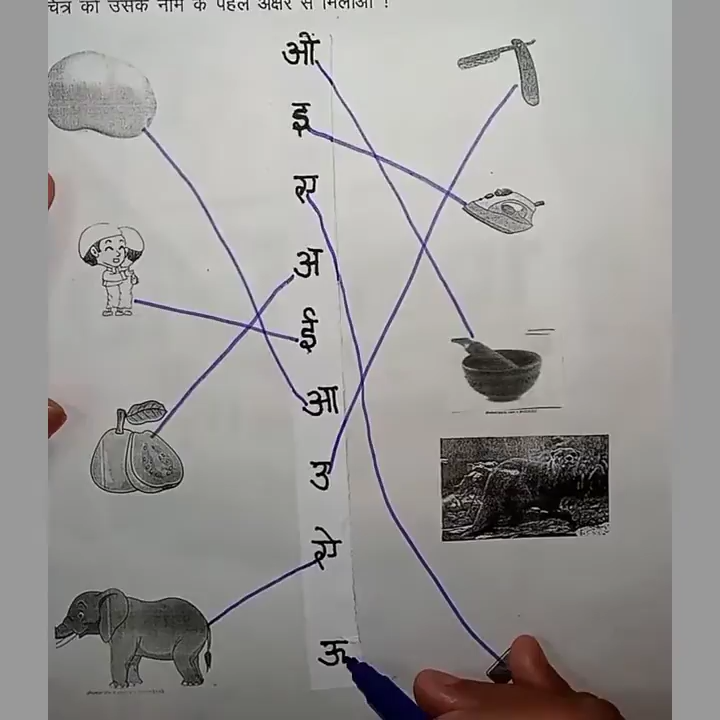 चित्र को उसके नाम के पहले अक्षर से मिलाओ !
ओ
इ
स
अ
ई
आ
उ
से
ऊ